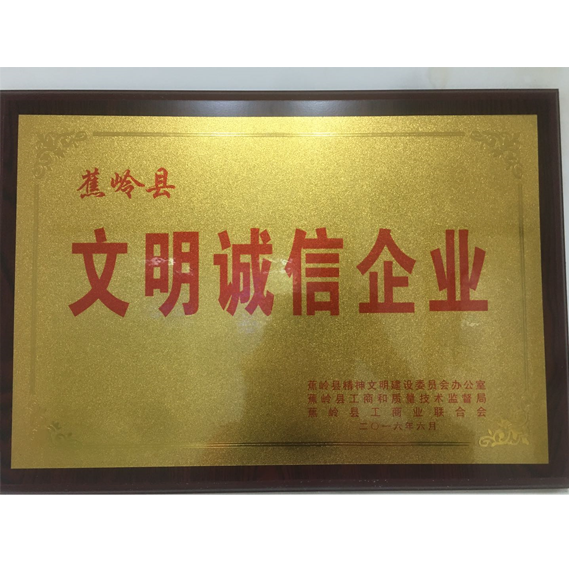 蕉岭县
文明诚信企业
蕉岭县精神文明建设委员会办公室
蕉岭县工商和质量技术监督局
蕉岭县工商业联合会
二〇一六年六月